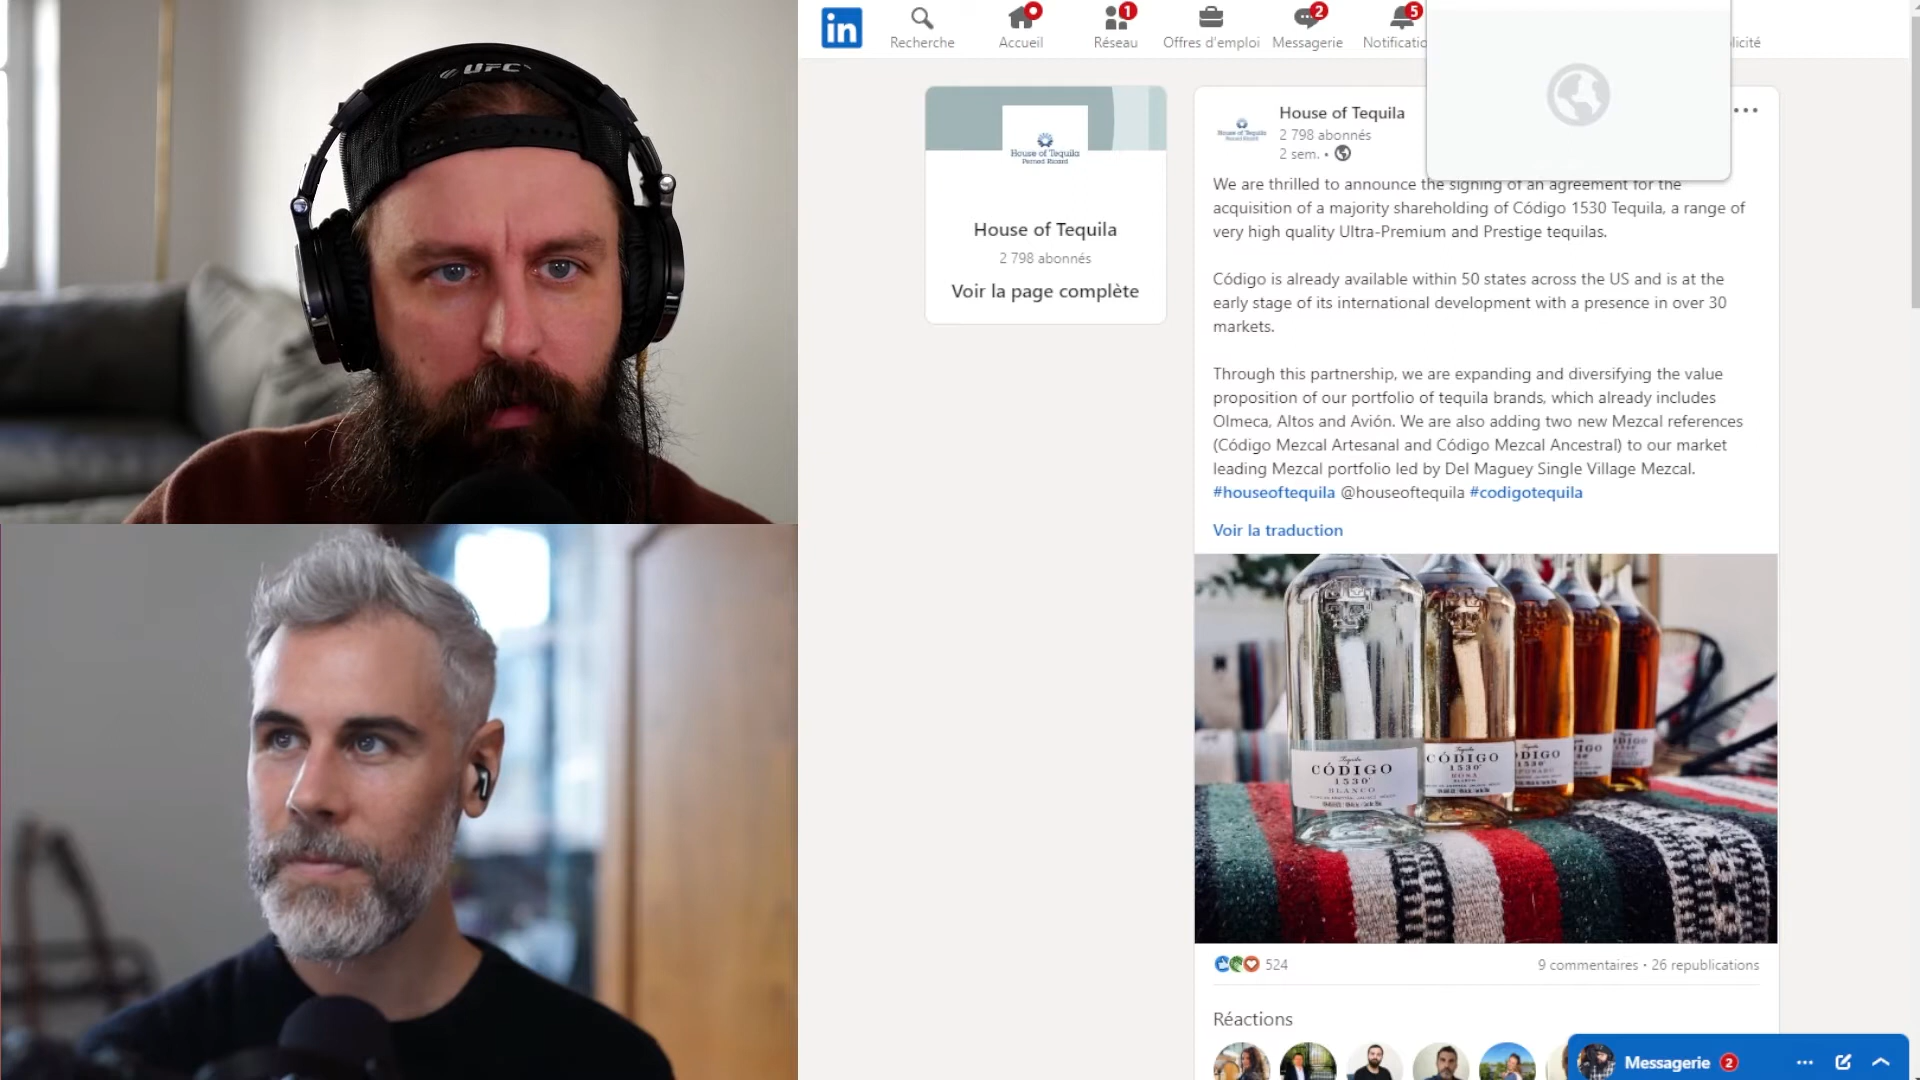 UFC
in
Recherche
Accueil
Réseau
1
Offres d'emploi
Messagerie
2
5
House of Tequila
Pernod Ricard
House of Tequila
2 798 abonnés
Voir la page complète
House of Tequila
2 798 abonnés
2 sem. •
We are thrilled to announce the signing of an agreement for the
acquisition of a majority shareholding of Código 1530 Tequila, a range of
very high quality Ultra-Premium and Prestige tequilas.
Código is already available within 50 states across the US and is at the
early stage of its international development with a presence in over 30
markets.
Through this partnership, we are expanding and diversifying the value
proposition of our portfolio of tequila brands, which already includes
Olmeca, Altos and Avión. We are also adding two new Mezcal references
(Código Mezcal Artesanal and Código Mezcal Ancestral) to our market
leading Mezcal portfolio led by Del Maguey Single Village Mezcal.
#houseoftequila @houseoftequila #codigotequila
Voir la traduction
Tequila
CÓDIGO
1530
BLANCO
CÓDIGO
1530
ROSA
524
9 commentaires • 26 republications
Réactions
Messagerie 2